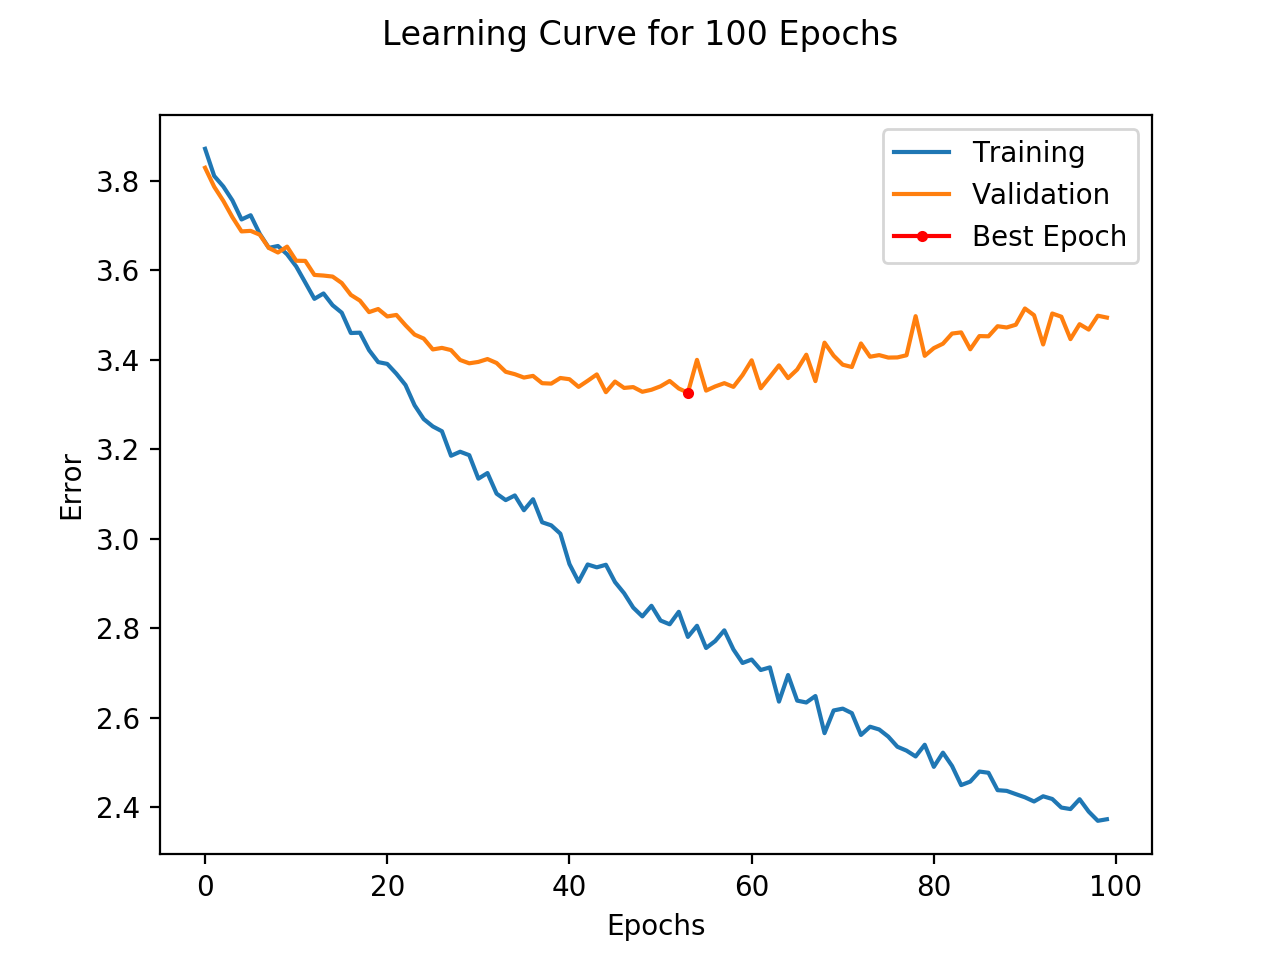 Learning Curve for 100 Epochs
Training
Validation
Best Epoch
3.8
3.6
3.4
3.2
3.0
2.8
2.6
2.4
Error
0 20 40 60 80 100
Epochs